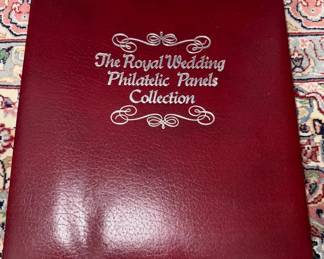 The Royal Wedding
Philatelic Panels
Collection